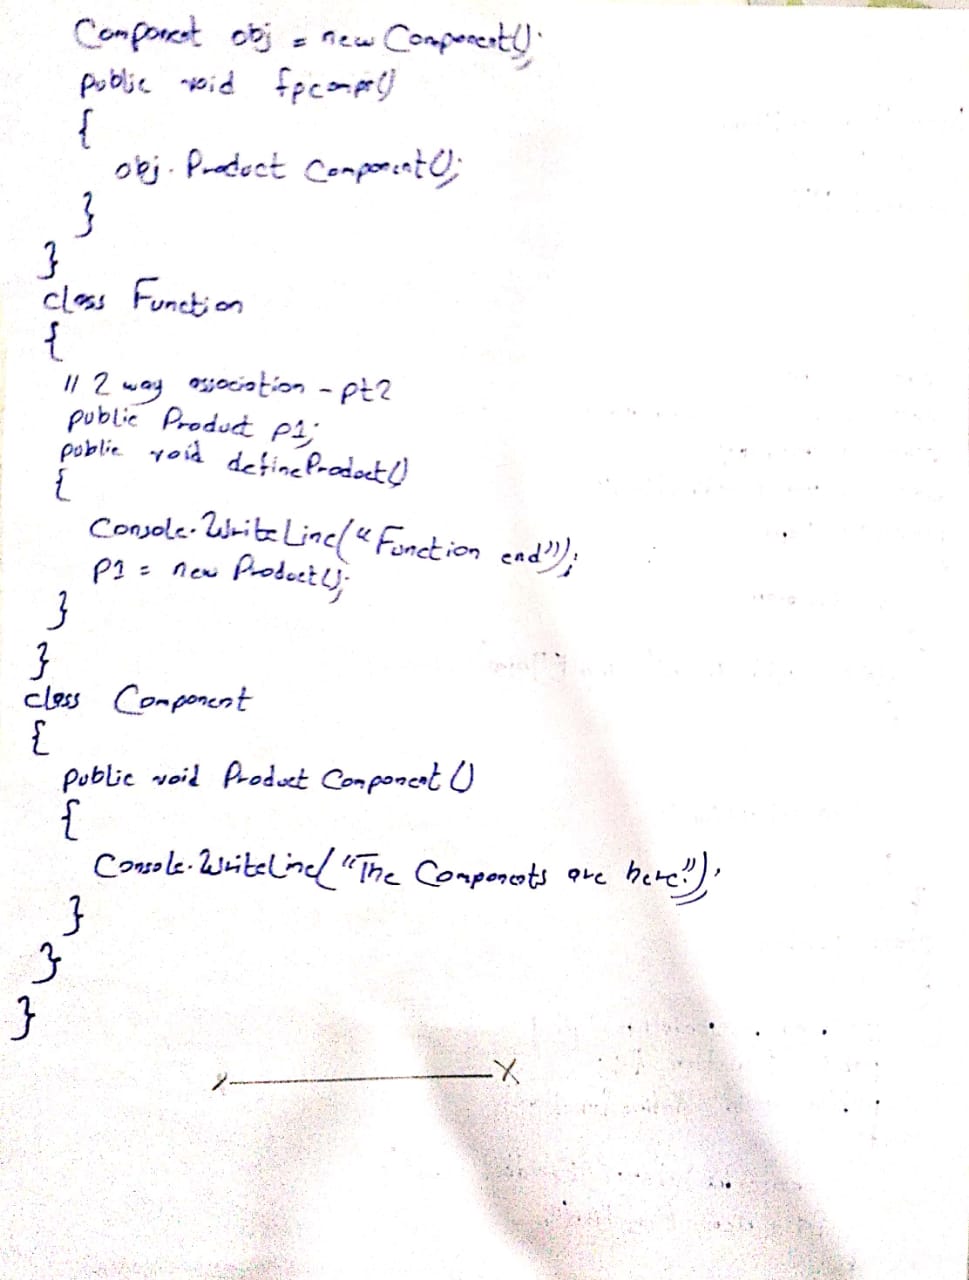 Component obj = new Component();
public void fpcompr()
{
obj.Product Component();
}
}
class Function
{
// 2 way association - pt2
public Product p1;
public void defineProduct()
{
Console.WriteLine("Function end");
p1 = new Product();
}
}
class Component
{
public void Product Component()
{
Console.WriteLine("The Components are here!");
}
}
}